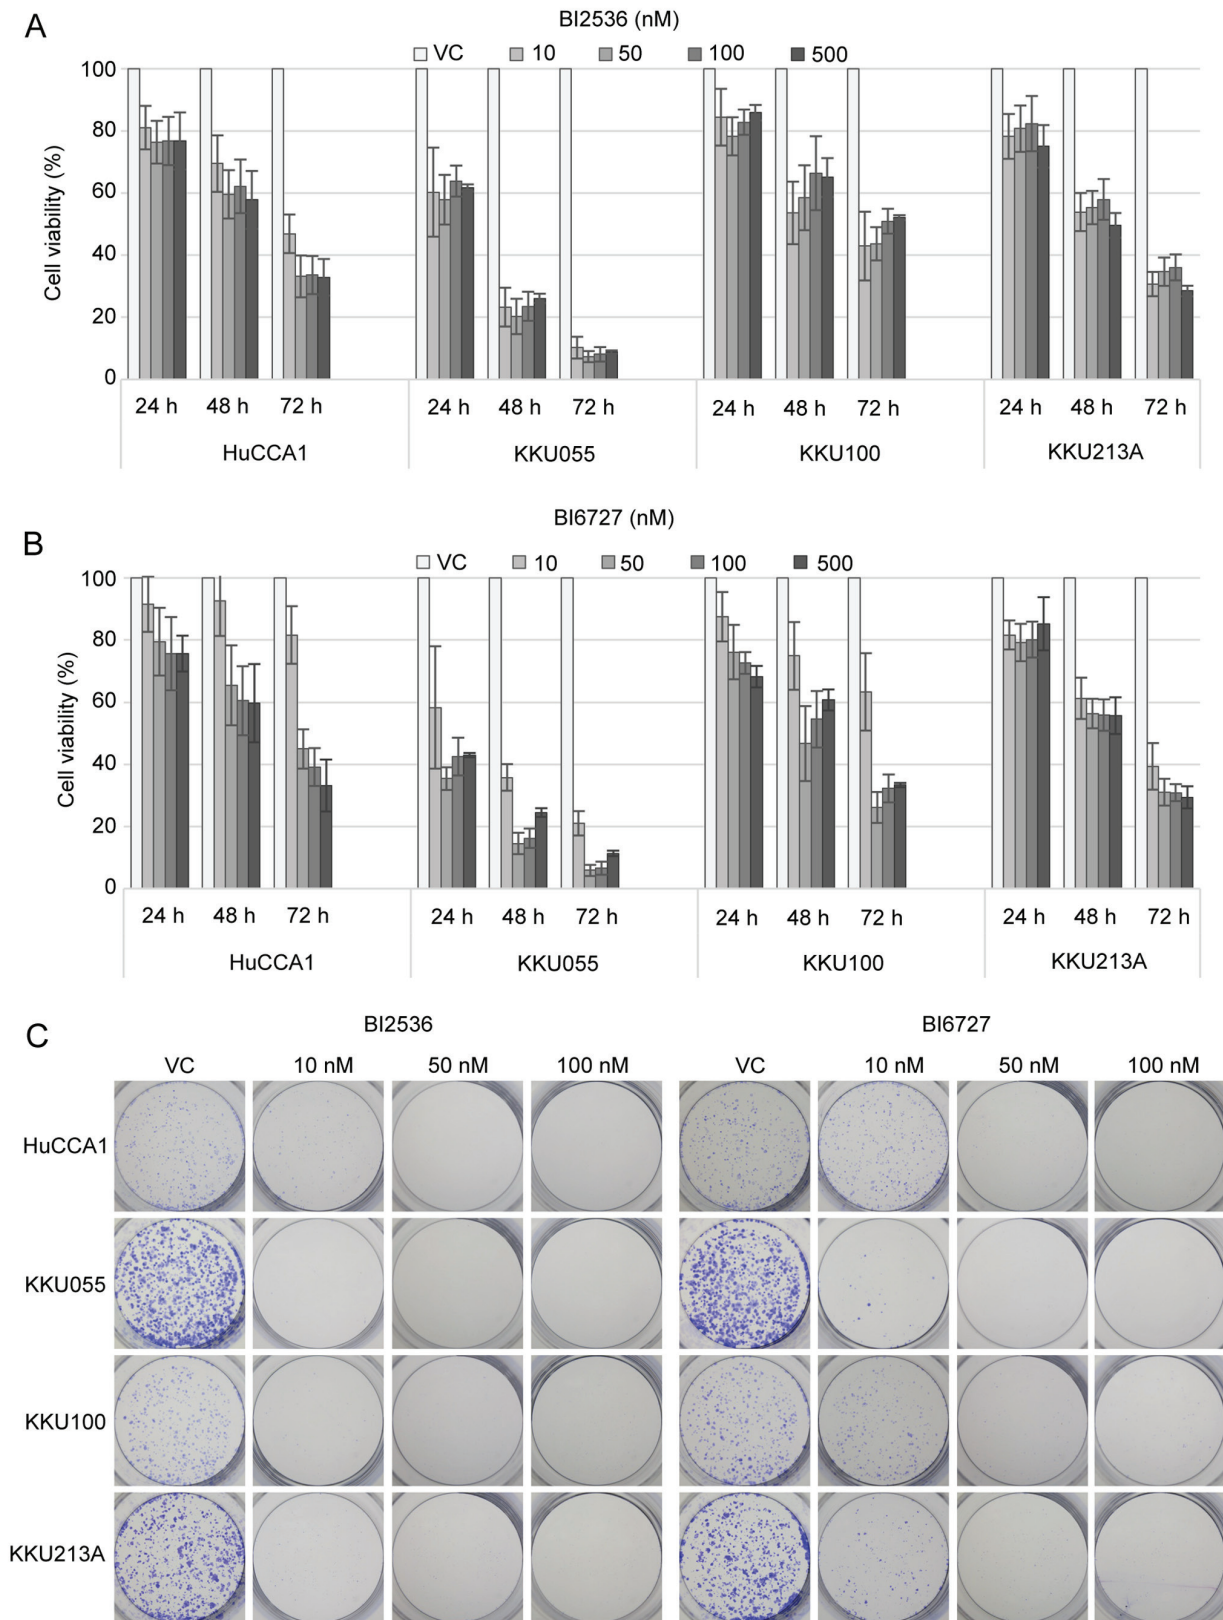 A
BI2536 (nM)
VC 10 50 100 500
Cell viability (%)
100
80
60
40
20
0
24 h 48 h 72 h 24 h 48 h 72 h 24 h 48 h 72 h 24 h 48 h 72 h
HuCCA1 KKU055 KKU100 KKU213A
B
BI6727 (nM)
VC 10 50 100 500
Cell viability (%)
100
80
60
40
20
0
24 h 48 h 72 h 24 h 48 h 72 h 24 h 48 h 72 h 24 h 48 h 72 h
HuCCA1 KKU055 KKU100 KKU213A
C
BI2536 BI6727
VC 10 nM 50 nM 100 nM VC 10 nM 50 nM 100 nM
HuCCA1
KKU055
KKU100
KKU213A